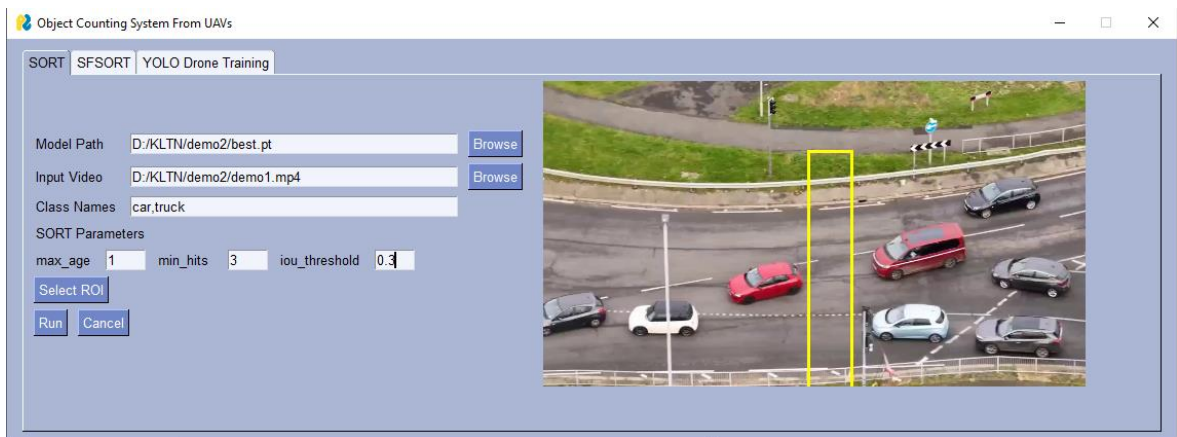 Object Counting System From UAVs
SORT SFSORT YOLO Drone Training
Model Path D:/KLTN/demo2/best.pt Browse
Input Video D:/KLTN/demo2/demo1.mp4 Browse
Class Names car,truck
SORT Parameters
max_age 1 min_hits 3 iou_threshold 0.3
Select ROI
Run Cancel